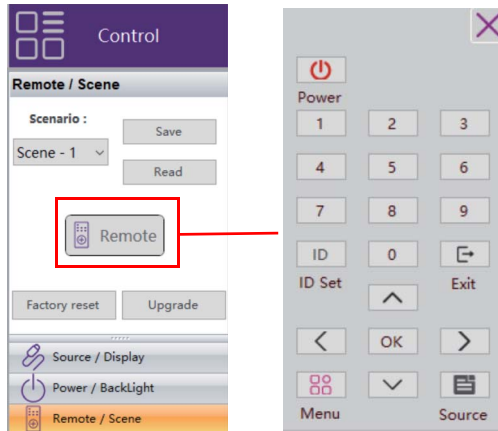 Control
Remote / Scene
Scenario :
Scene - 1
Save
Read
Remote
Factory reset
Upgrade
Source / Display
Power / BackLight
Remote / Scene
Power
1 2 3
4 5 6
7 8 9
ID 0
ID Set Exit
OK
Menu Source